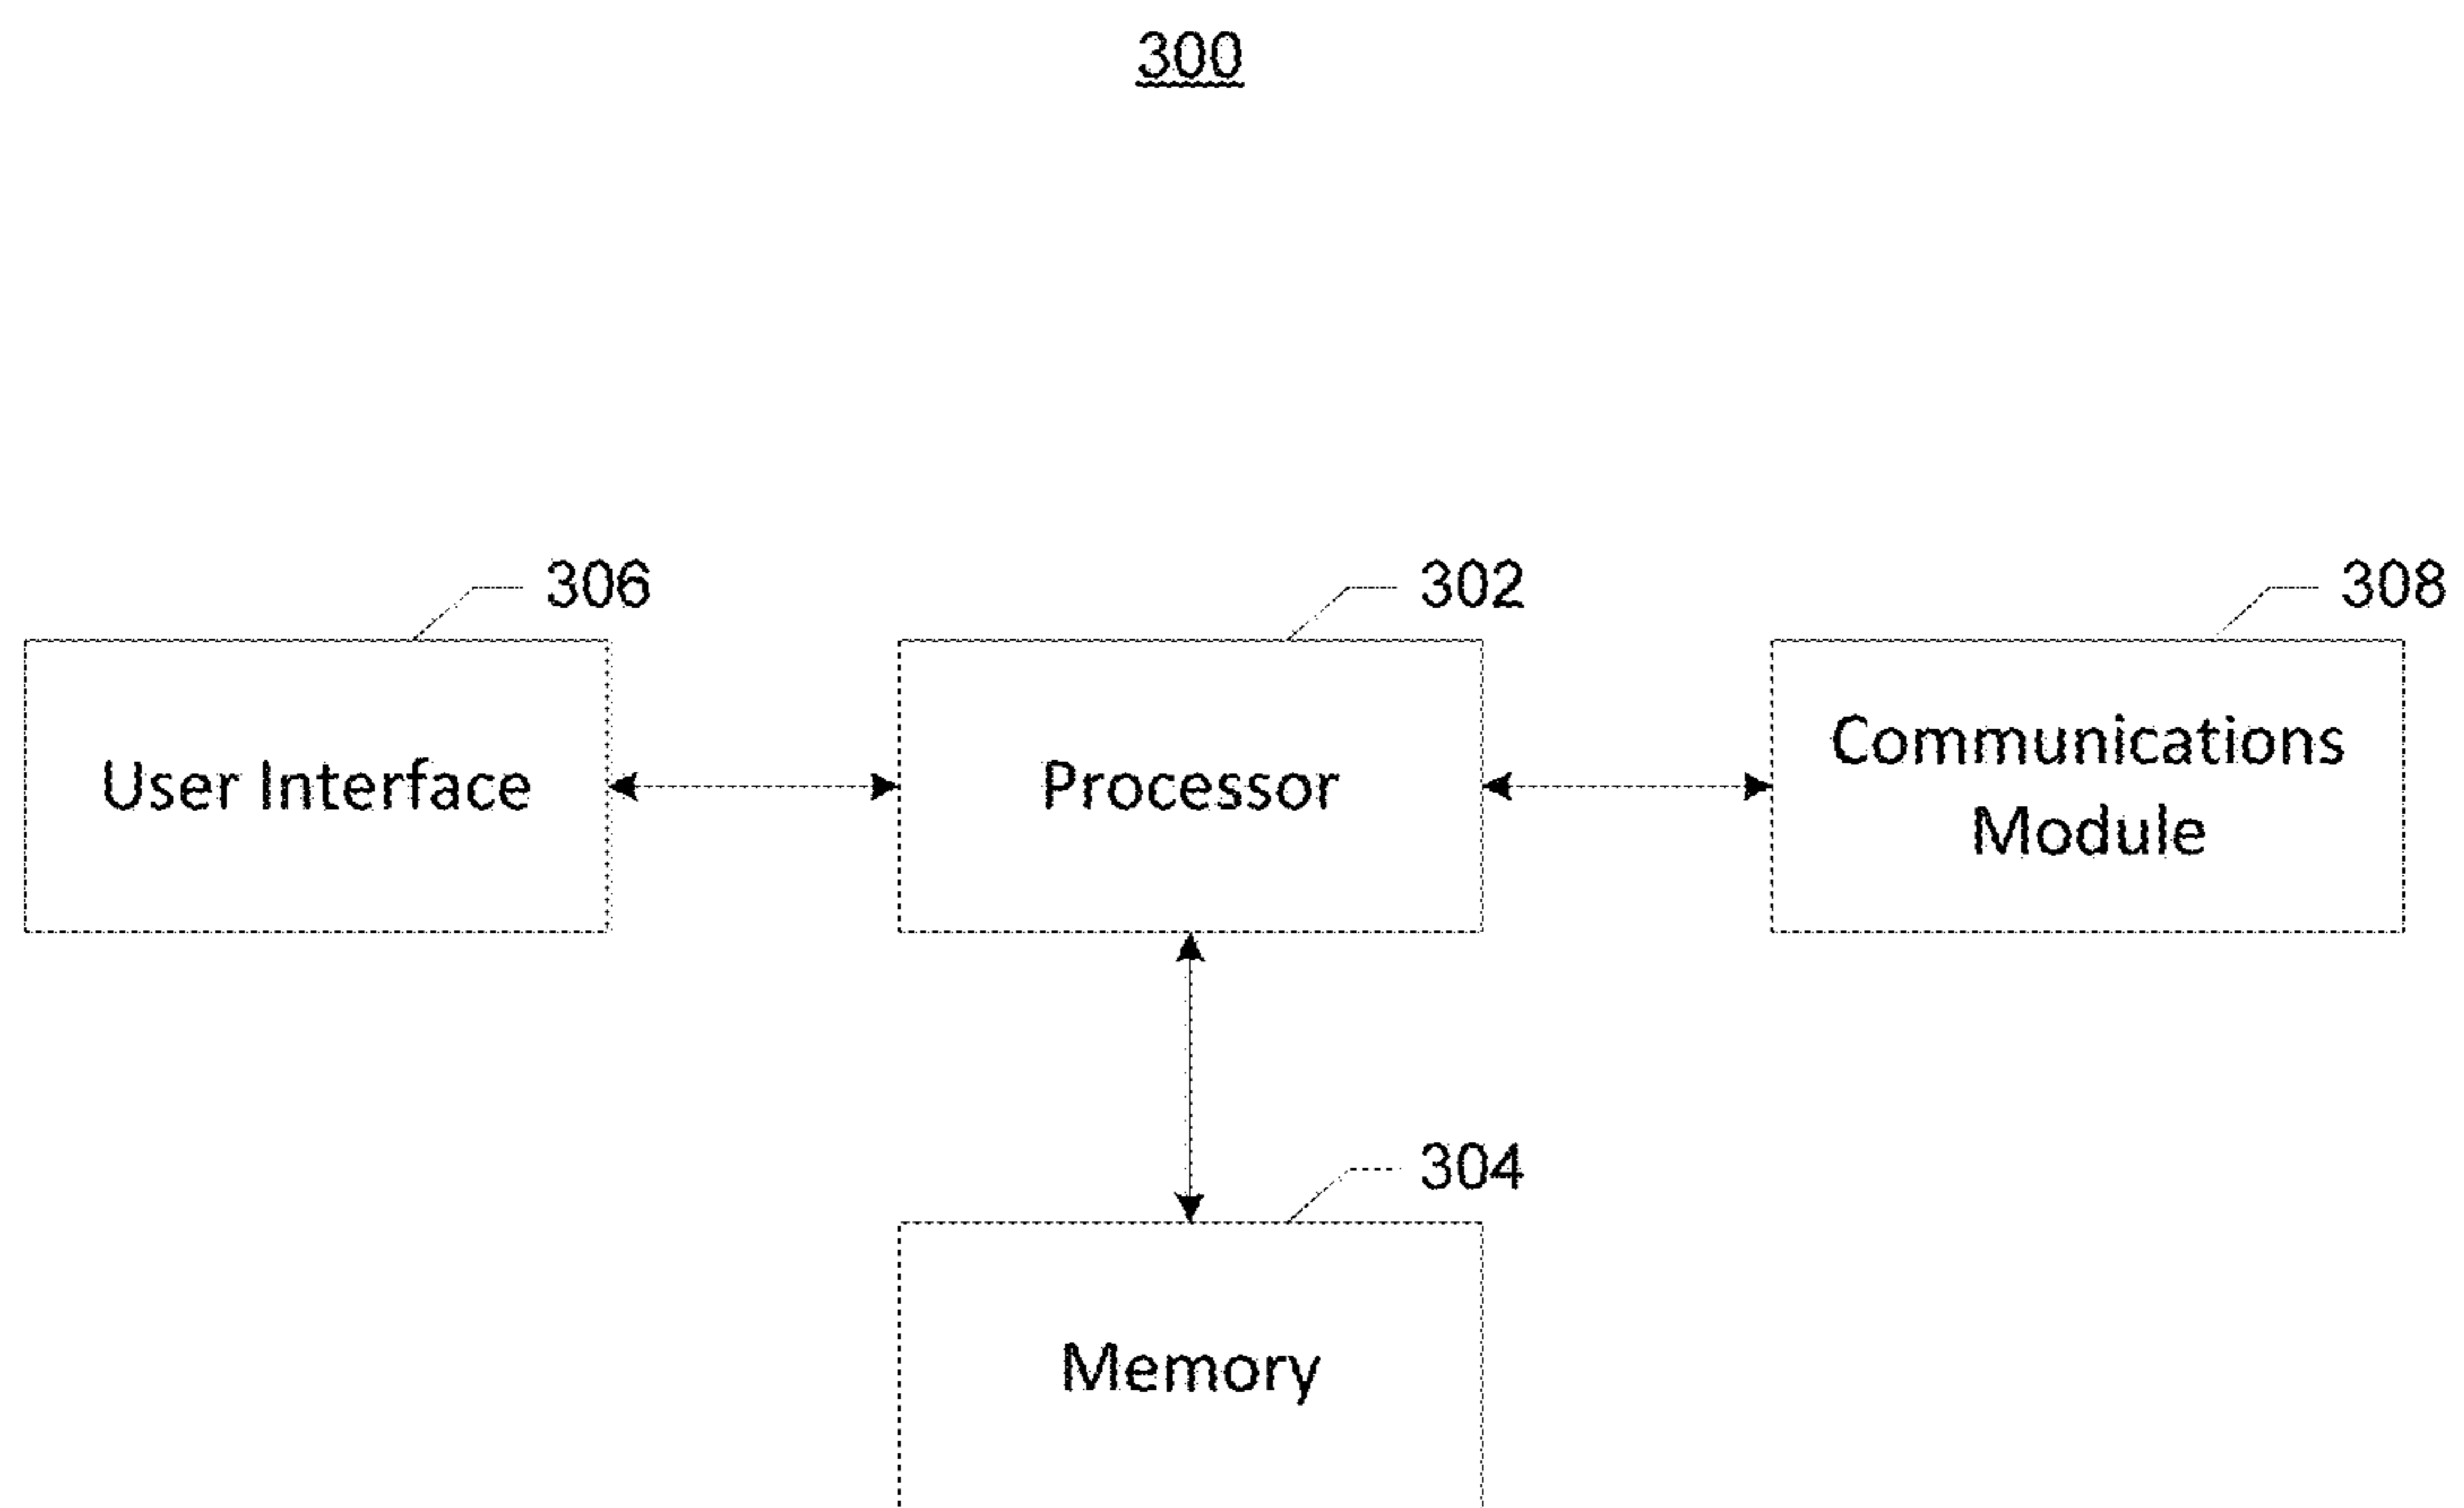 300
306
302
308
User Interface
Processor
Communications
Module
304
Memory